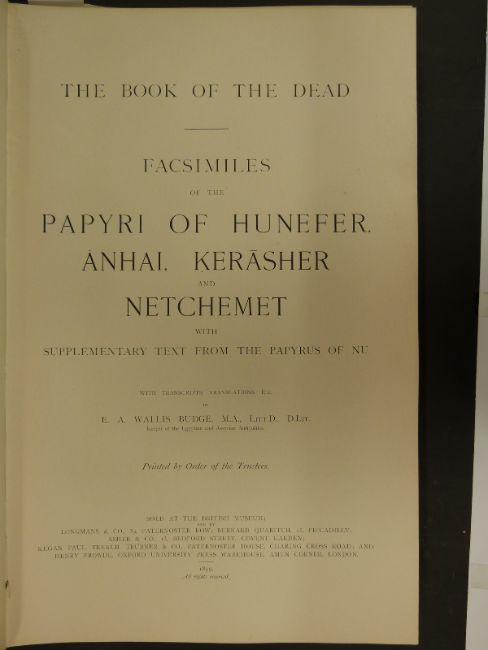 THE BOOK OF THE DEAD
FACSIMILES
OF THE
PAPYRI OF HUNEFER,
ÀNHAI, KERĀSHER
AND
NETCHEMET
WITH
SUPPLEMENTARY TEXT FROM THE PAPYRUS OF NU
WITH TRANSCRIPTS, TRANSLATIONS, ETC.
BY
E. A. WALLIS BUDGE, M.A., LITT.D., D.LIT.
Keeper of the Egyptian and Assyrian Antiquities.
Printed by Order of the Trustees.
SOLD AT THE BRITISH MUSEUM;
AND BY
LONGMANS & CO., 39 PATERNOSTER ROW; BERNARD QUARITCH, 15, PICCADILLY;
ASHER & CO., 13, BEDFORD STREET, COVENT GARDEN;
KEGAN PAUL, TRENCH, TRÜBNER & CO., PATERNOSTER HOUSE, CHARING CROSS ROAD; AND
HENRY FROWDE, OXFORD UNIVERSITY PRESS WAREHOUSE, AMEN CORNER, LONDON.
1899.
All rights reserved.